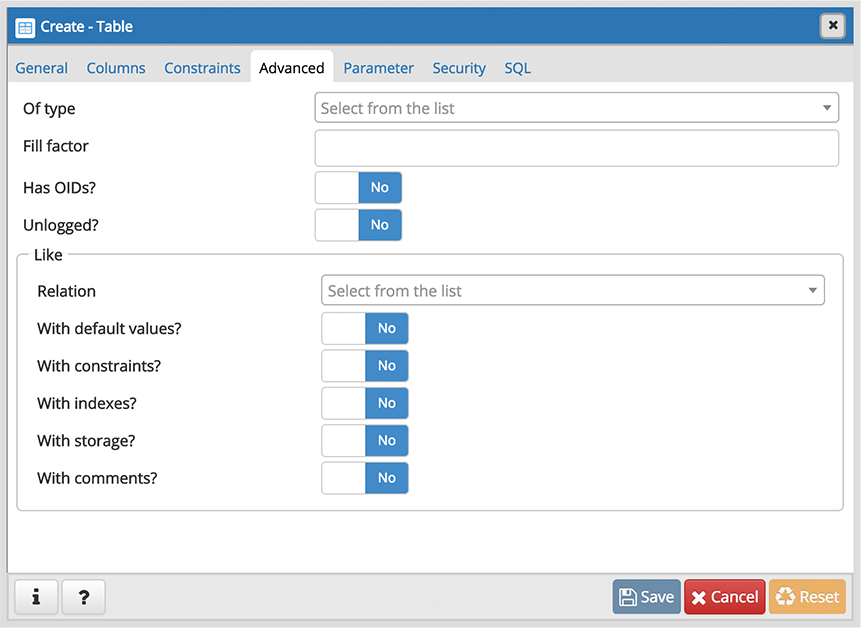 Create - Table
General Columns Constraints Advanced Parameter Security SQL
Of type Select from the list
Fill factor
Has OIDs? No
Unlogged? No
Like
Relation Select from the list
With default values? No
With constraints? No
With indexes? No
With storage? No
With comments? No
i ? Save Cancel Reset